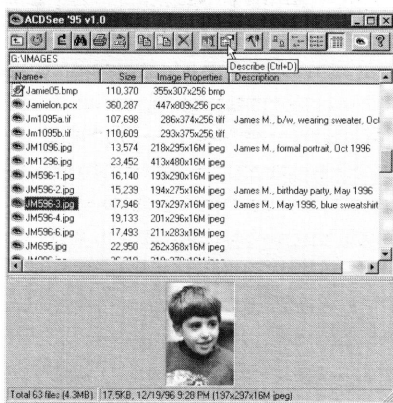 ACDSee '95 v1.0
G:\IMAGES
Describe (Ctrl+D)
Name+ Size Image Properties Description
Jamie05.bmp 110,370 355x307x256 bmp
Jamielon.pcx 360,287 447x809x256 pcx
Jm1095a.tif 107,698 286x374x256 tiff James M., b/w, wearing sweater, Oct
Jm1095b.tif 110,609 293x375x256 tiff
JM1096.jpg 13,574 218x295x16M jpeg James M., formal portrait, Oct 1996
JM1296.jpg 23,452 413x480x16M jpeg
JM596-1.jpg 16,140 193x290x16M jpeg
JM596-2.jpg 15,239 194x275x16M jpeg James M., birthday party, May 1996
JM596-3.jpg 17,946 197x297x16M jpeg James M., May 1996, blue sweatshirt
JM596-4.jpg 19,133 201x296x16M jpeg
JM596-6.jpg 17,493 211x283x16M jpeg
JM695.jpg 22,950 262x368x16M jpeg
Total 63 files (4.3MB) 17.5KB, 12/19/96 9:28 PM (197x297x16M jpeg)